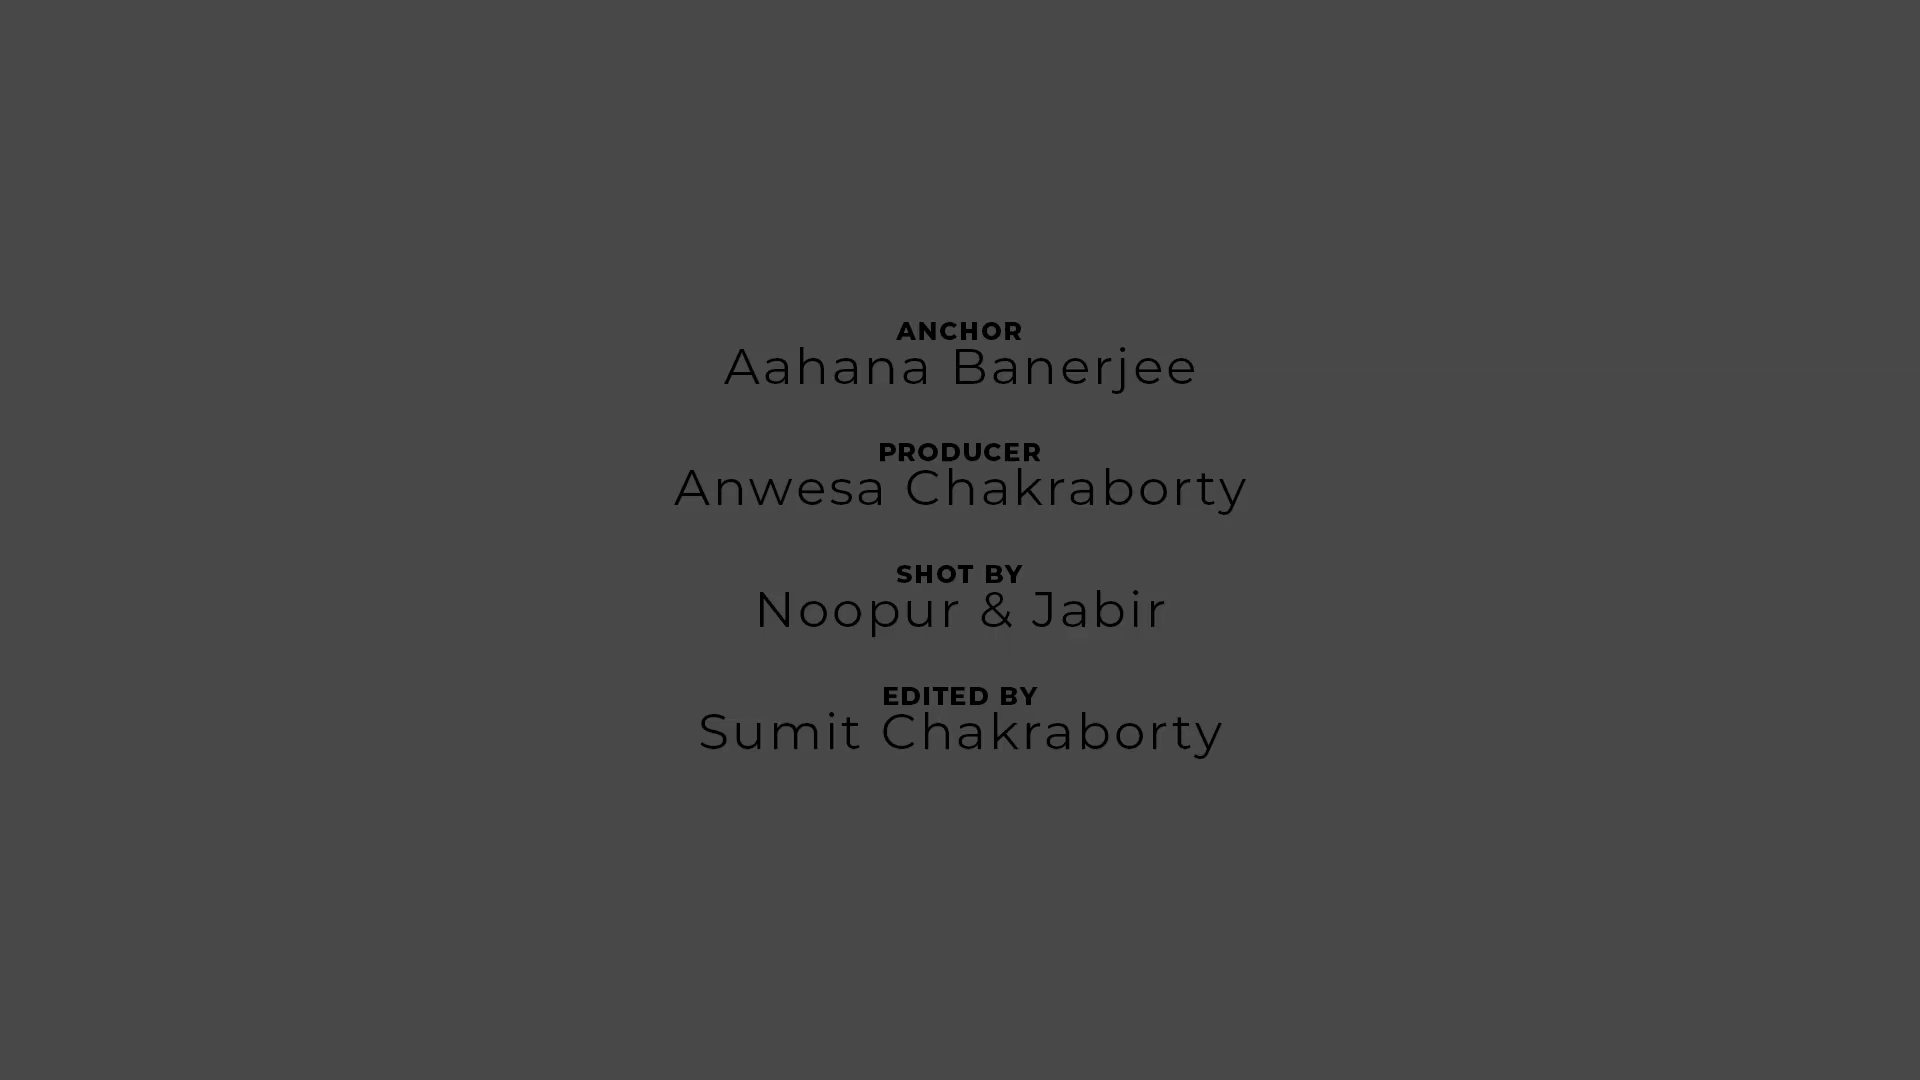 ANCHOR
Aahana Banerjee
PRODUCER
Anwesa Chakraborty
SHOT BY
Noopur & Jabir
EDITED BY
Sumit Chakraborty